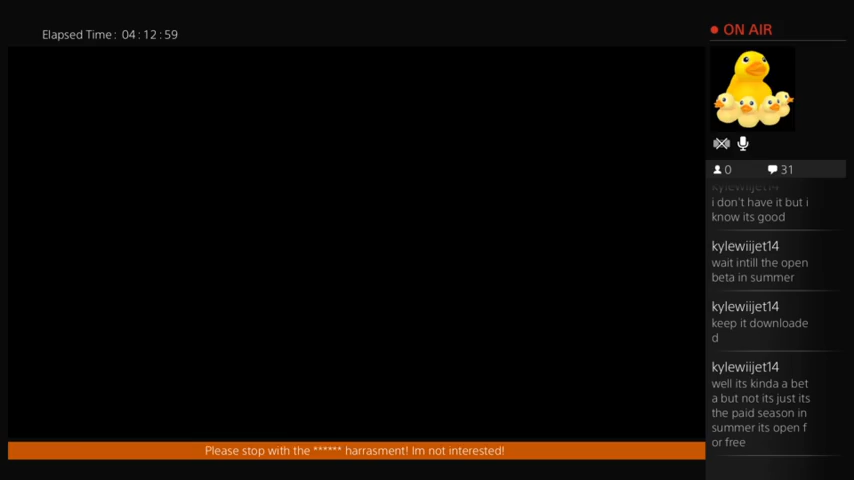 Elapsed Time: 04:12:59
ON AIR
0 31
kylewiijet14
i don't have it but i
know its good
kylewiijet14
wait intill the open
beta in summer
kylewiijet14
keep it downloade
d
kylewiijet14
well its kinda a bet
a but not its just its
the paid season in
summer its open f
or free
Please stop with the ****** harrasment! Im not interested!